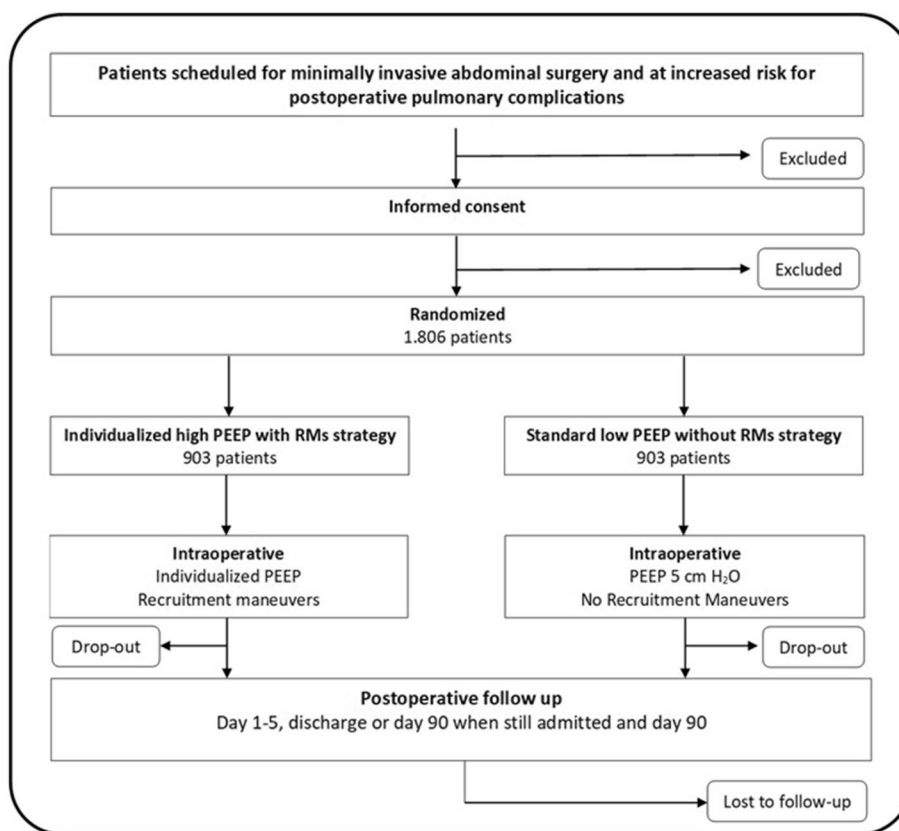 Patients scheduled for minimally invasive abdominal surgery and at increased risk for
postoperative pulmonary complications
Excluded
Informed consent
Excluded
Randomized
1.806 patients
Individualized high PEEP with RMs strategy
903 patients
Standard low PEEP without RMs strategy
903 patients
Intraoperative
Individualized PEEP
Recruitment maneuvers
Intraoperative
PEEP 5 cm H₂O
No Recruitment Maneuvers
Drop-out
Drop-out
Postoperative follow up
Day 1-5, discharge or day 90 when still admitted and day 90
Lost to follow-up